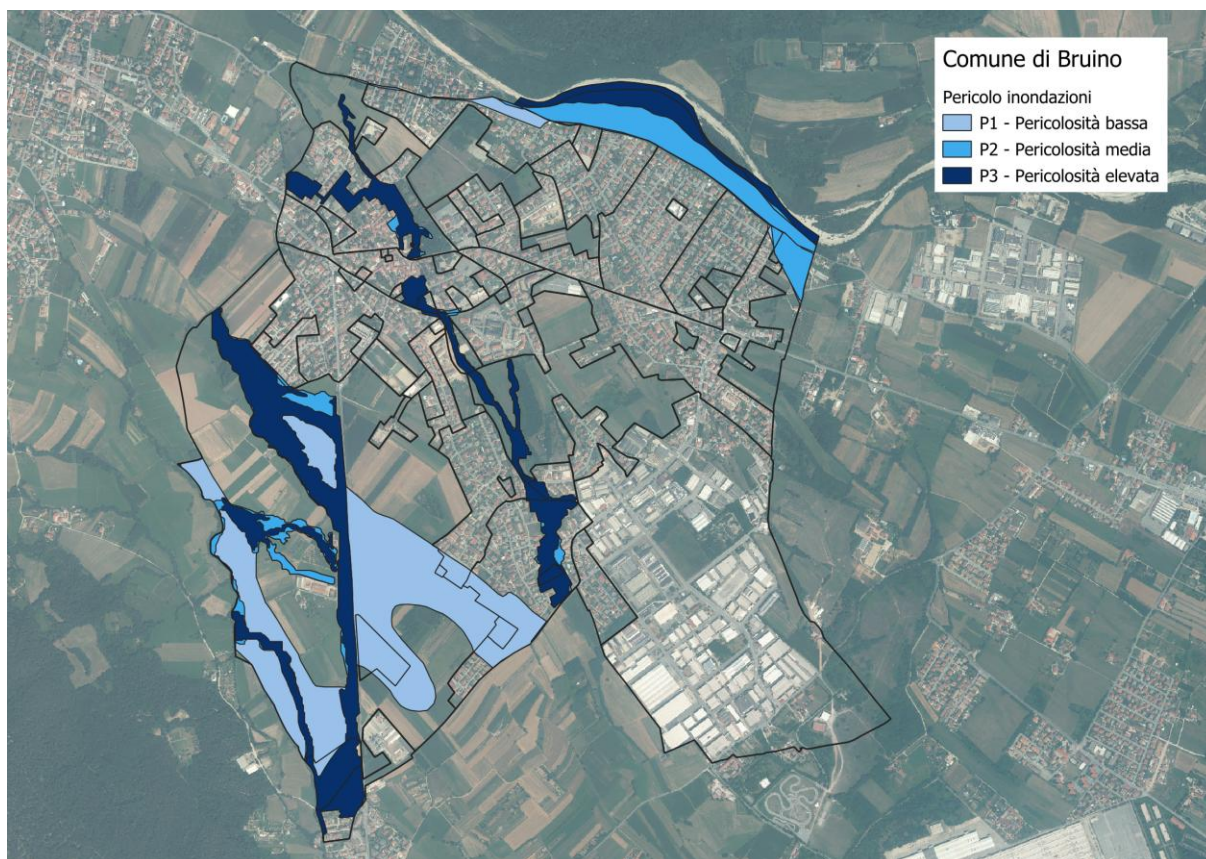 Comune di Bruino
Pericolo inondazioni
P1 - Pericolosità bassa
P2 - Pericolosità media
P3 - Pericolosità elevata